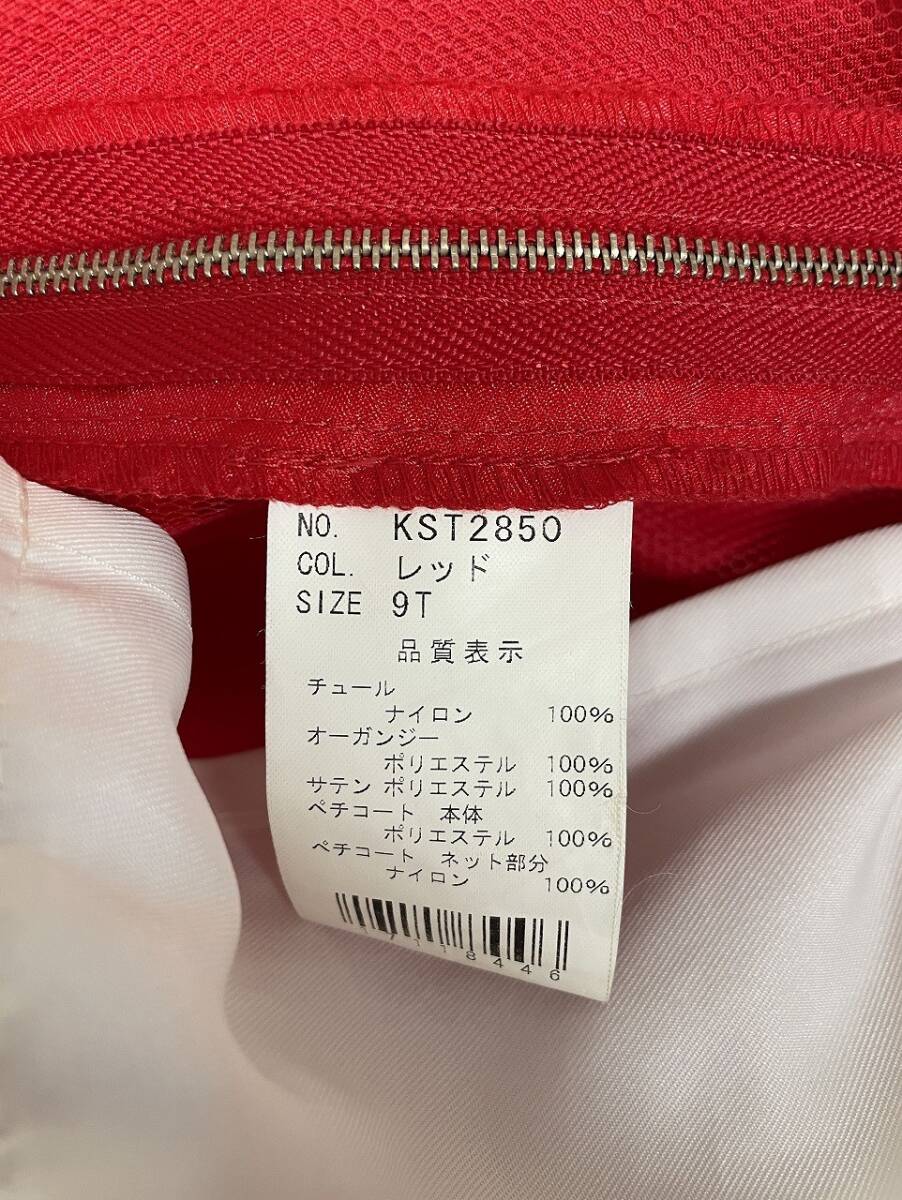 NO. KST2850
COL. レッド
SIZE 9T
品質表示
チュール
ナイロン 100%
オーガンジー
ポリエステル 100%
サテン ポリエステル 100%
ペチコート 本体
ポリエステル 100%
ペチコート ネット部分
ナイロン 100%